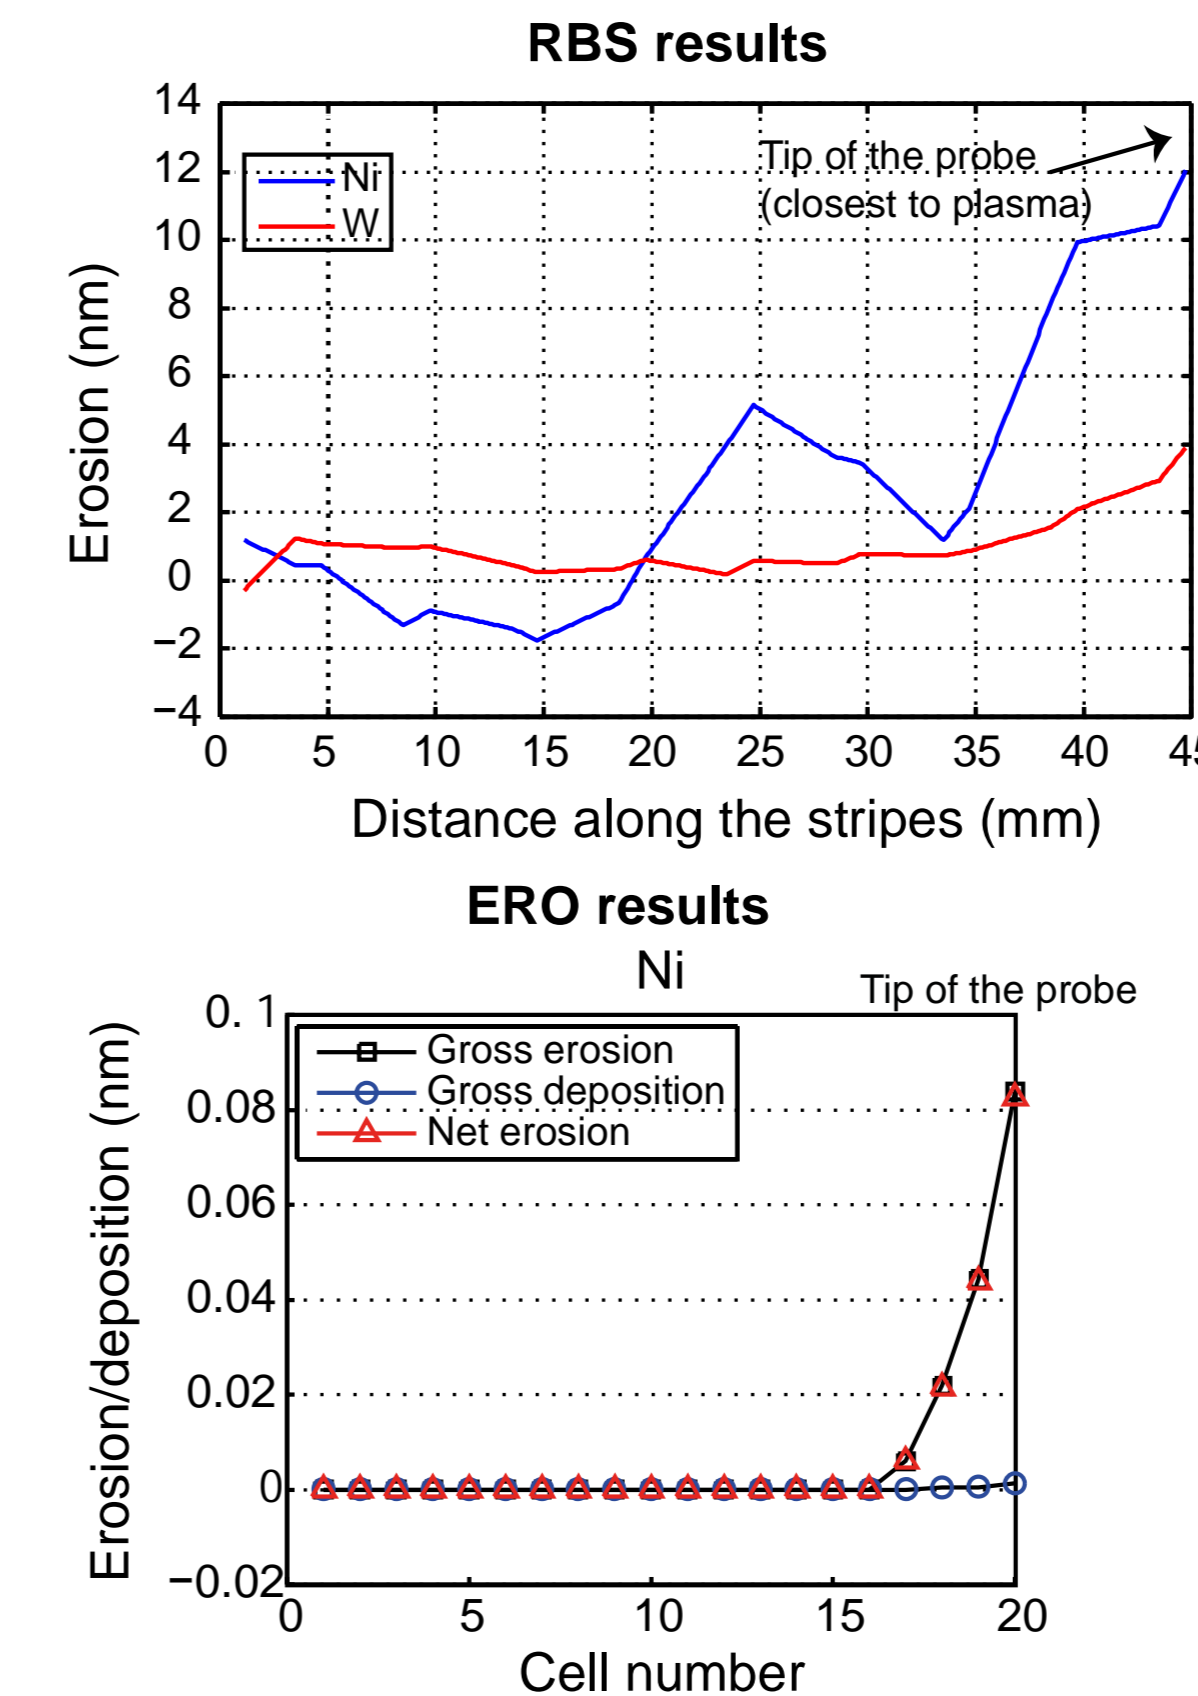 RBS results
14
12
10
8
6
4
2
0
−2
−4
Ni
W
Tip of the probe
(closest to plasma)
Erosion (nm)
0 5 10 15 20 25 30 35 40 45
Distance along the stripes (mm)
ERO results
Ni
Tip of the probe
0.1
0.08
0.06
0.04
0.02
0
−0.02
Gross erosion
Gross deposition
Net erosion
Erosion/deposition (nm)
0 5 10 15 20
Cell number